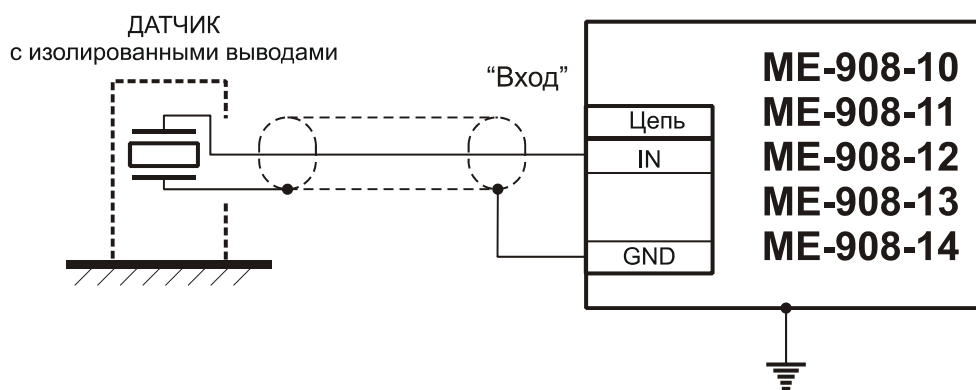 ДАТЧИК
с изолированными выводами
“Вход”
Цепь
IN
GND
ME-908-10
ME-908-11
ME-908-12
ME-908-13
ME-908-14